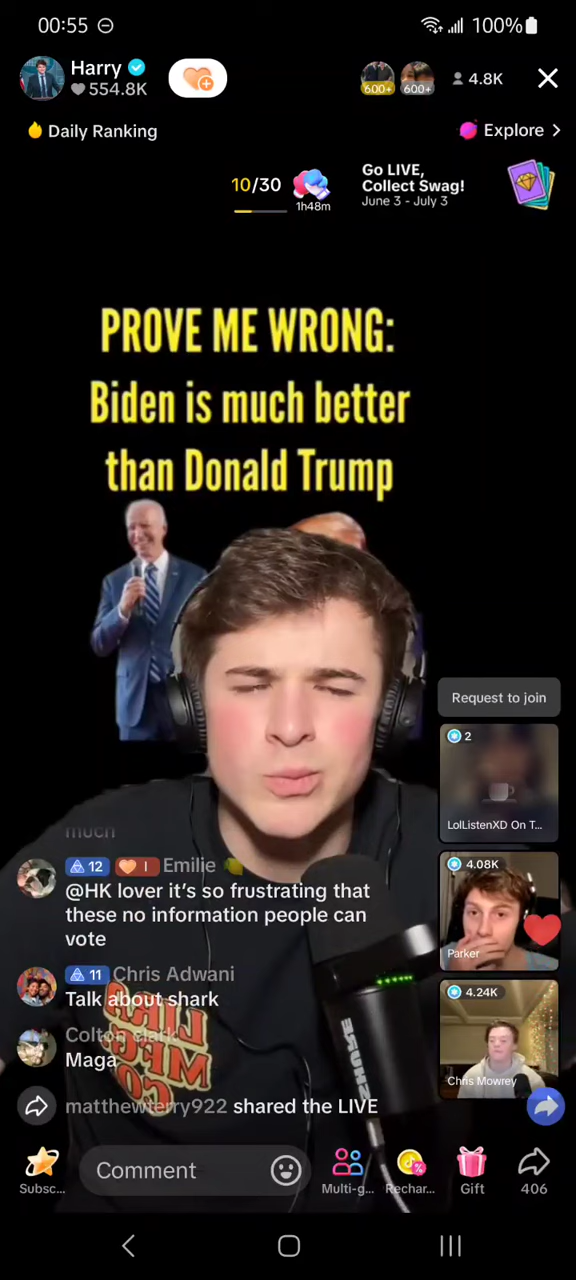 00:55
100%
Harry
554.8K
600+
600+
4.8K
Daily Ranking
Explore >
10/30
1h48m
Go LIVE,
Collect Swag!
June 3 - July 3
PROVE ME WRONG:
Biden is much better
than Donald Trump
Request to join
2
LolListenXD On T...
4.08K
Parker
4.24K
Chris Mowrey
much
12
I
Emilie
@HK lover it's so frustrating that
these no information people can
vote
11
Chris Adwani
Talk about shark
Colton clark
Maga
matthewterry922 shared the LIVE
Subsc...
Comment
Multi-g...
Rechar...
Gift
406